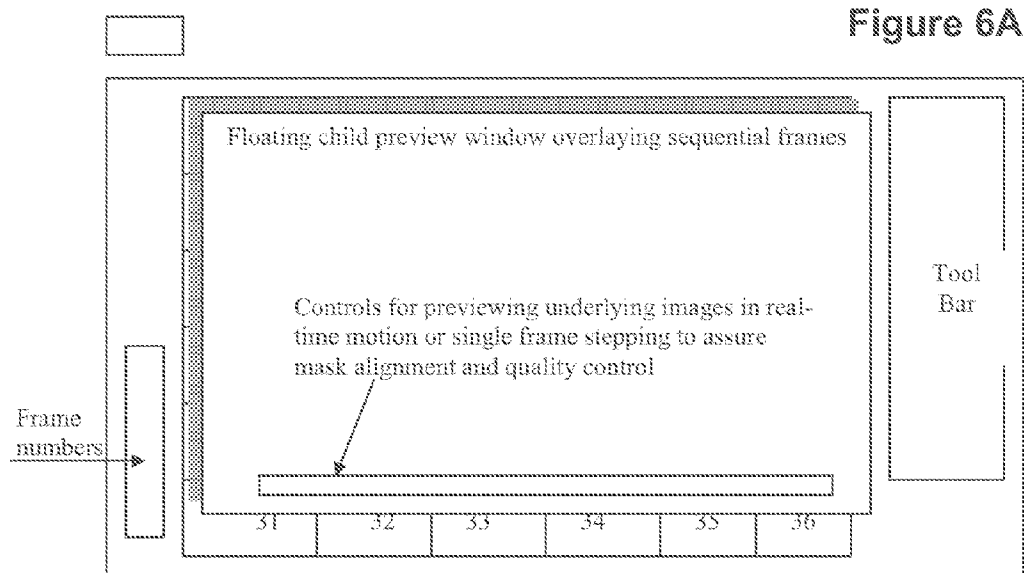 Figure 6A
Floating child preview window overlaying sequential frames
Tool
Bar
Controls for previewing underlying images in real-
time motion or single frame stepping to assure
mask alignment and quality control
Frame
numbers
31 32 33 34 35 36